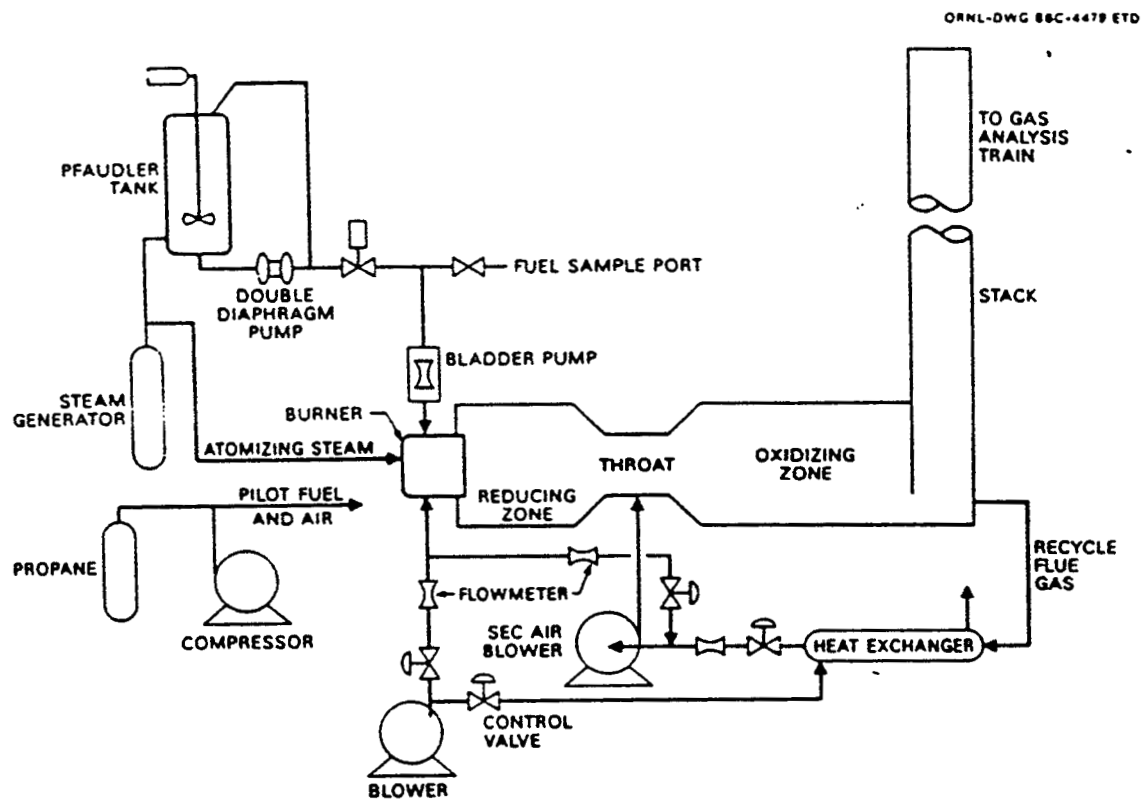 ORNL-DWG 86C-4479 ETD
TO GAS
ANALYSIS
TRAIN
PFAUDLER
TANK
FUEL SAMPLE PORT
DOUBLE
DIAPHRAGM
PUMP
STACK
BLADDER PUMP
STEAM
GENERATOR
BURNER
ATOMIZING STEAM
THROAT
OXIDIZING
ZONE
REDUCING
ZONE
PILOT FUEL
AND AIR
PROPANE
COMPRESSOR
FLOWMETER
RECYCLE
FLUE
GAS
SEC AIR
BLOWER
HEAT EXCHANGER
CONTROL
VALVE
BLOWER